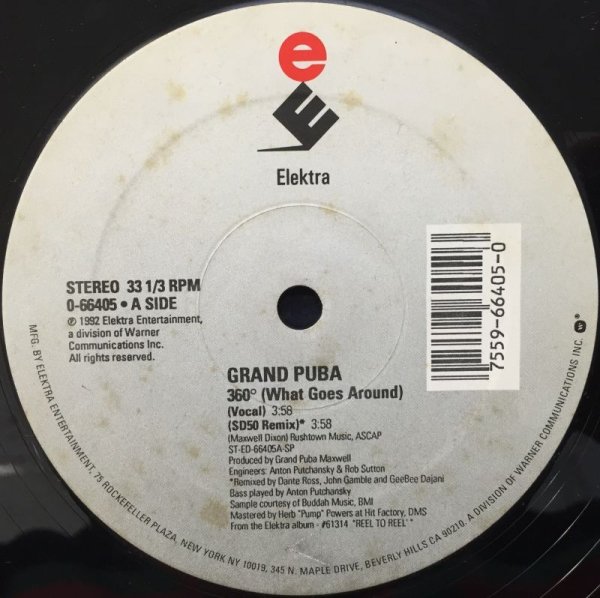 e
E
Elektra
STEREO 33 1/3 RPM
0-66405 • A SIDE
℗ 1992 Elektra Entertainment,
a division of Warner
Communications Inc.
All rights reserved.
7559-66405-0
GRAND PUBA
360° (What Goes Around)
(Vocal) 3:58
(SD50 Remix)* 3:58
(Maxwell Dixon) Rushtown Music, ASCAP
ST-ED-66405A-SP
Produced by Grand Puba Maxwell
Engineers: Anton Putchansky & Rob Sutton
*Remixed by Dante Ross, John Gamble and GeeBee Dajani
Bass played by Anton Putchansky
Sample courtesy of Buddah Music, BMI
Mastered by Herb "Pump" Powers at Hit Factory, DMS
From the Elektra album - #61314 "REEL TO REEL"
MFG. BY ELEKTRA ENTERTAINMENT, 75 ROCKEFELLER PLAZA, NEW YORK NY 10019, 345 N. MAPLE DRIVE, BEVERLY HILLS CA 90210. A DIVISION OF WARNER COMMUNICATIONS INC.